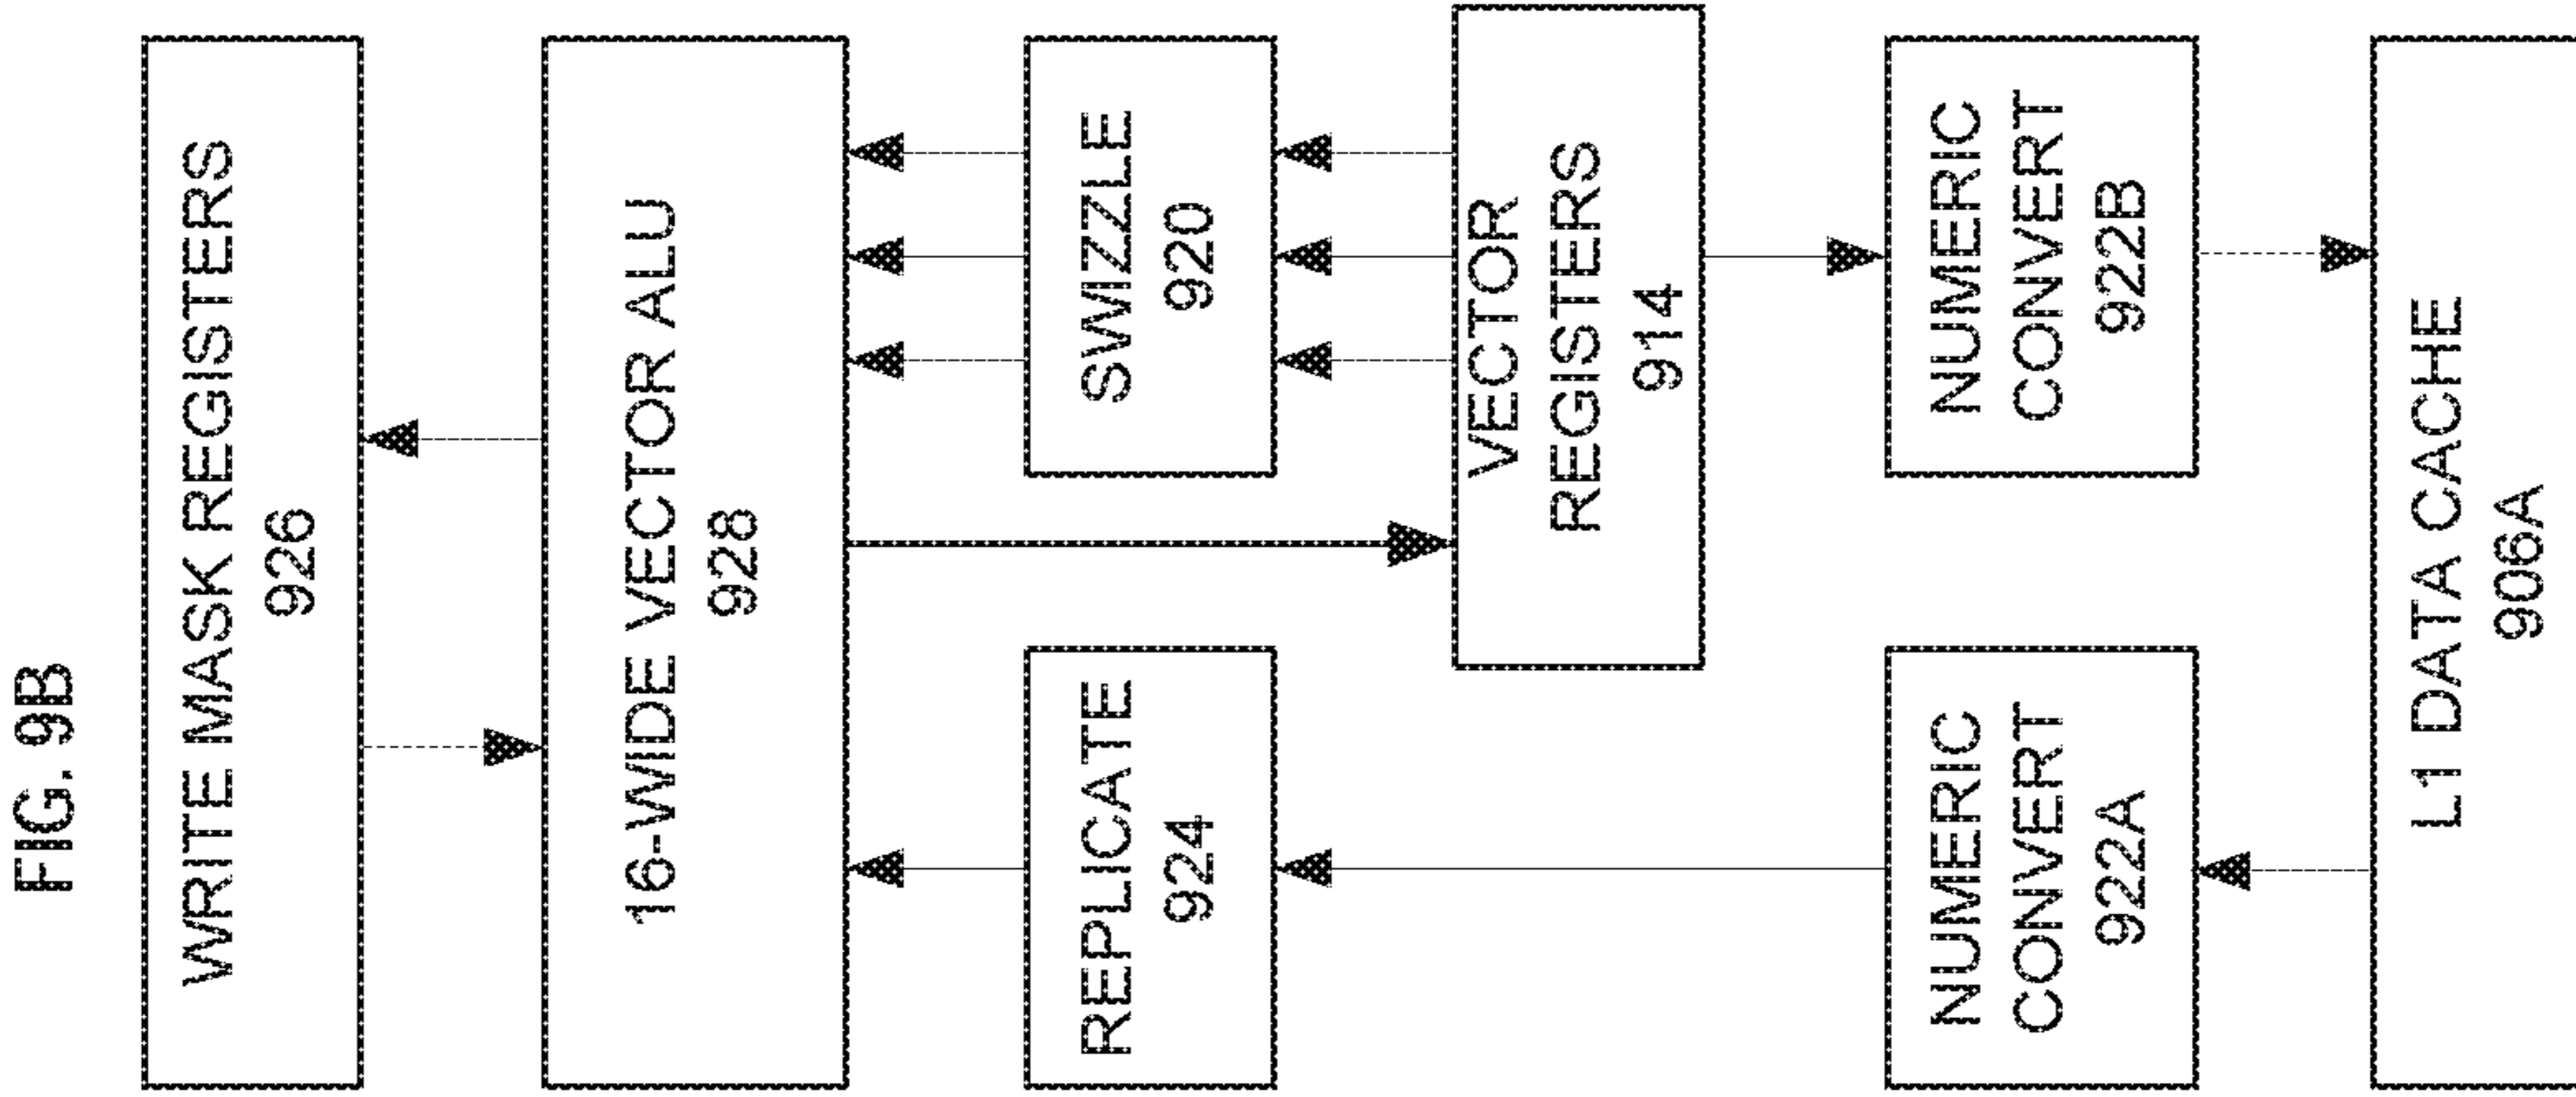 FIG. 9B
WRITE MASK REGISTERS
926
16-WIDE VECTOR ALU
928
REPLICATE
924
SWIZZLE
920
VECTOR
REGISTERS
914
NUMERIC
CONVERT
922A
NUMERIC
CONVERT
922B
L1 DATA CACHE
906A